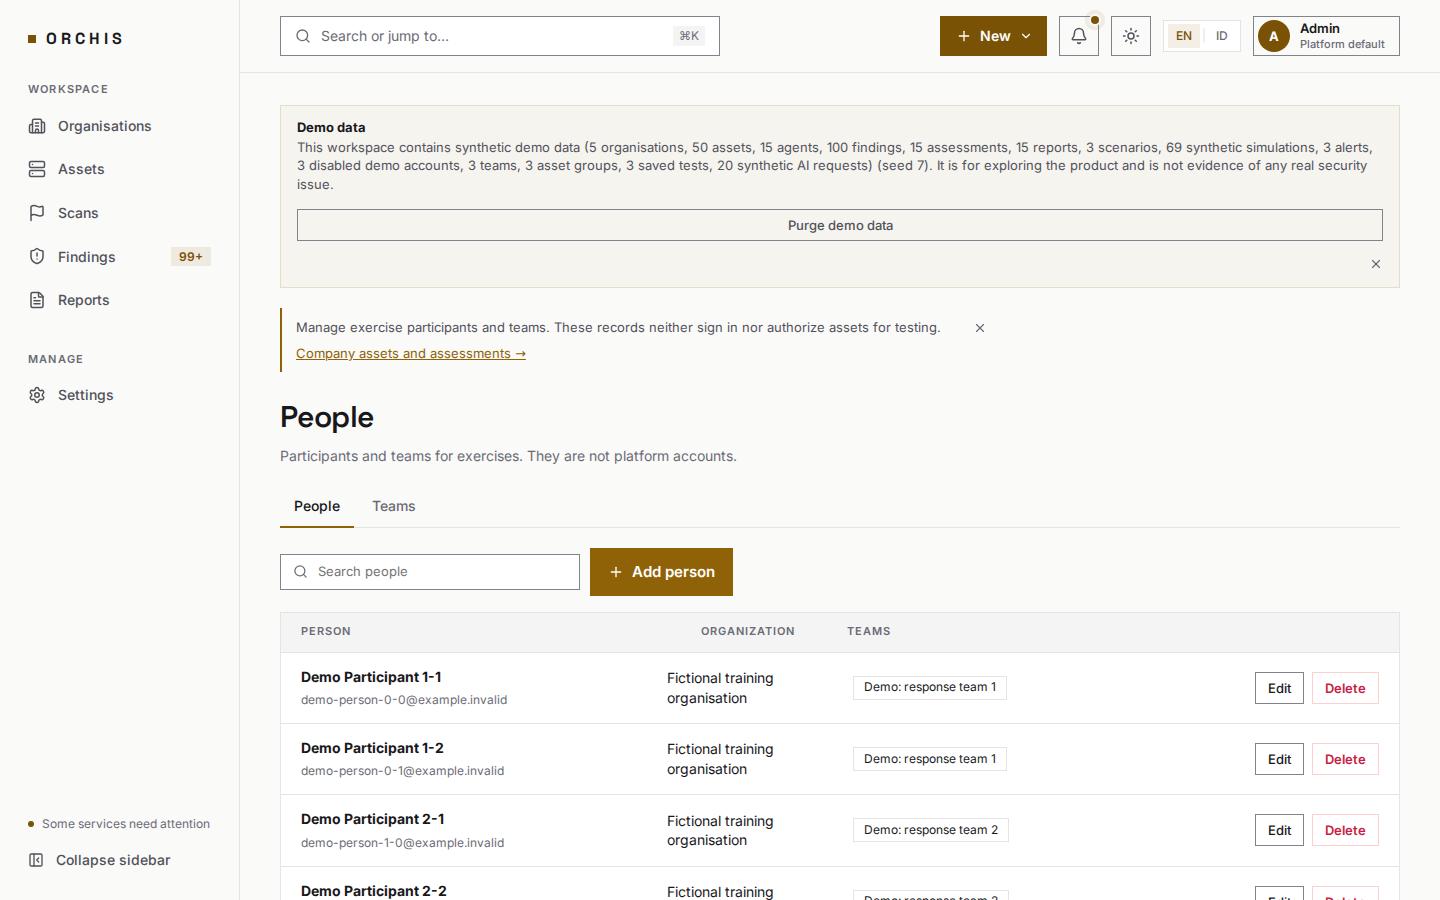 ORCHIS
Search or jump to...
⌘K
New
EN
ID
A
Admin
Platform default
WORKSPACE
Organisations
Assets
Scans
Findings
99+
Reports
MANAGE
Settings
Some services need attention
Collapse sidebar
Demo data
This workspace contains synthetic demo data (5 organisations, 50 assets, 15 agents, 100 findings, 15 assessments, 15 reports, 3 scenarios, 69 synthetic simulations, 3 alerts,
3 disabled demo accounts, 3 teams, 3 asset groups, 3 saved tests, 20 synthetic AI requests) (seed 7). It is for exploring the product and is not evidence of any real security
issue.
Purge demo data
Manage exercise participants and teams. These records neither sign in nor authorize assets for testing.
Company assets and assessments →
People
Participants and teams for exercises. They are not platform accounts.
People
Teams
Search people
Add person
PERSON
ORGANIZATION
TEAMS
Demo Participant 1-1
demo-person-0-0@example.invalid
Fictional training
organisation
Demo: response team 1
Edit
Delete
Demo Participant 1-2
demo-person-0-1@example.invalid
Fictional training
organisation
Demo: response team 1
Edit
Delete
Demo Participant 2-1
demo-person-1-0@example.invalid
Fictional training
organisation
Demo: response team 2
Edit
Delete
Demo Participant 2-2
Fictional training